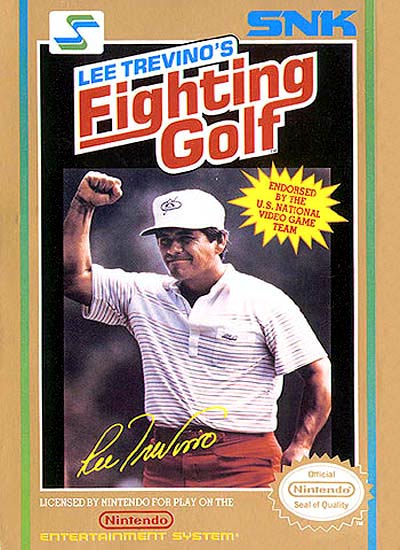 SNK
LEE TREVINO'S
Fighting
Golf
TM
ENDORSED
BY THE
U.S. NATIONAL
VIDEO GAME
TEAM
Lee Trevino
LICENSED BY NINTENDO FOR PLAY ON THE
Nintendo
ENTERTAINMENT SYSTEM®
Official
Nintendo
Seal of Quality
TM